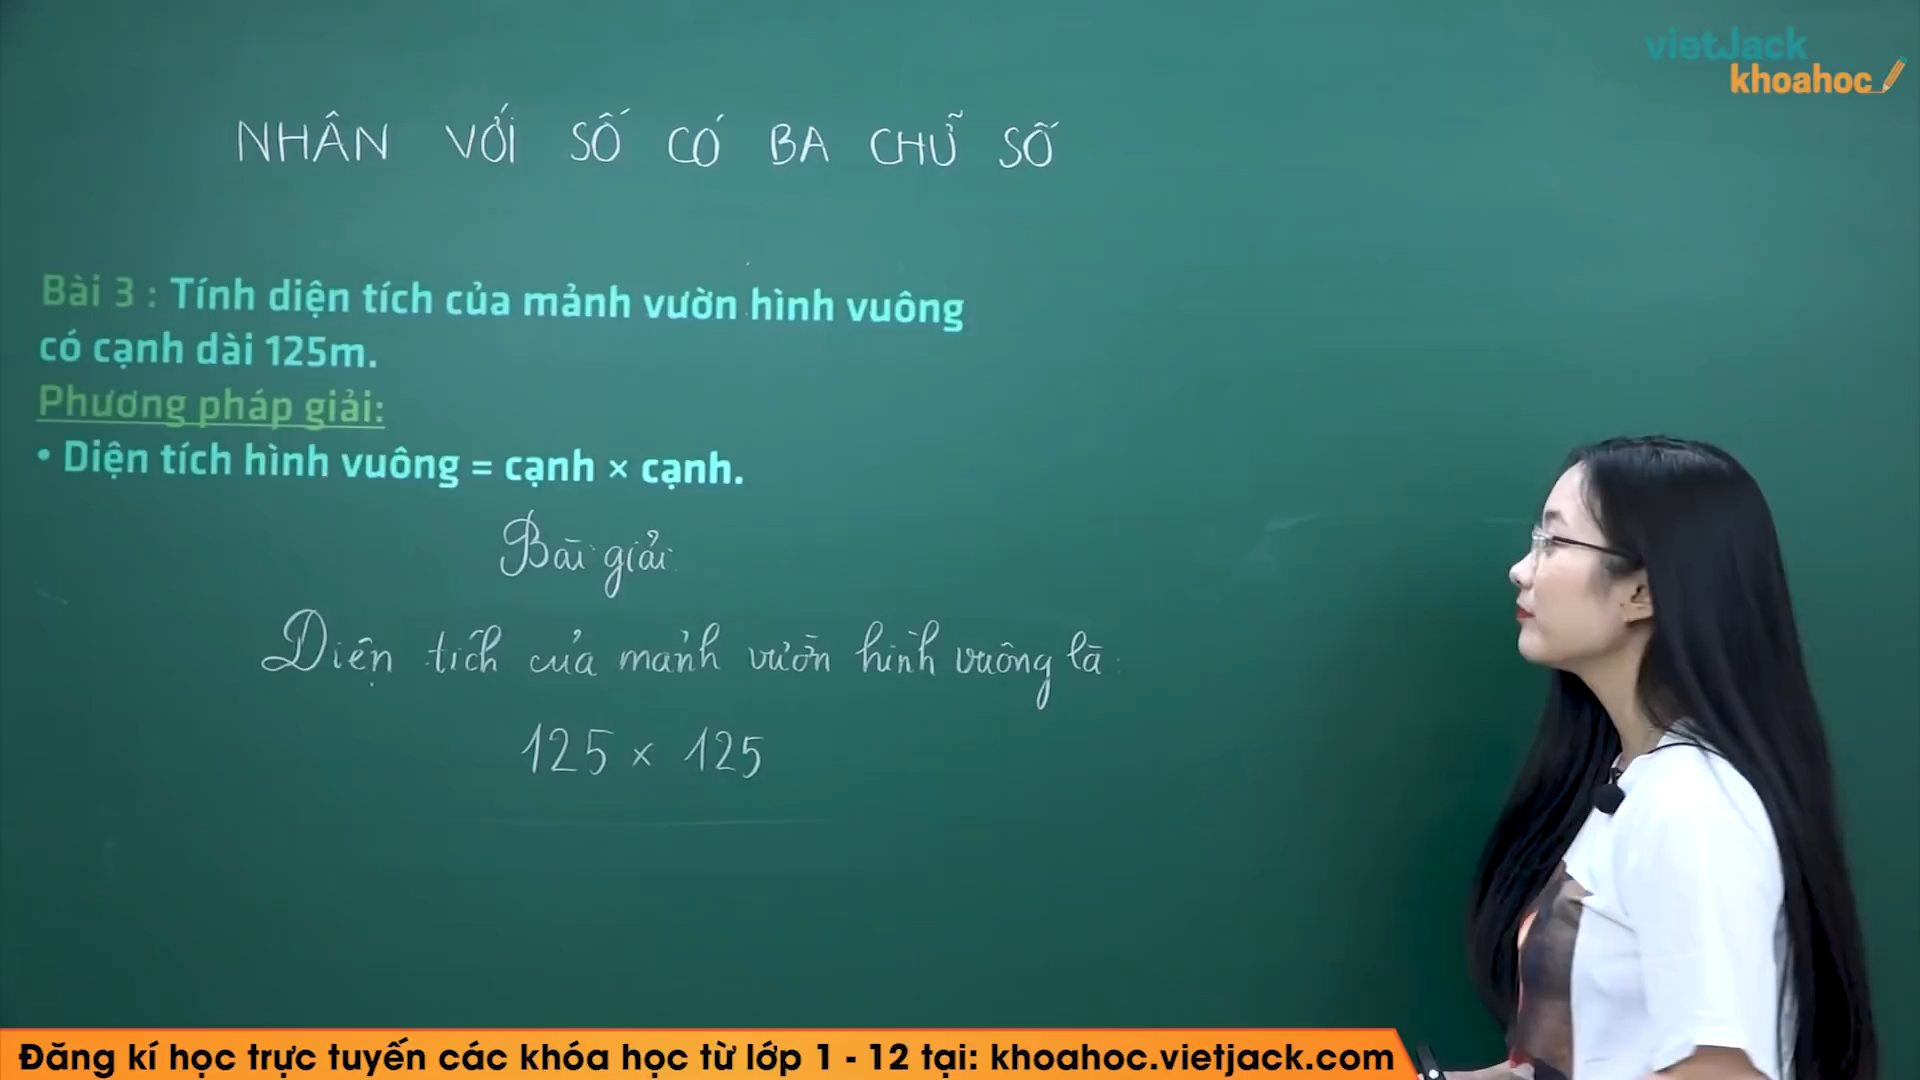 vietJack
khoahoc
NHÂN VỚI SỐ CÓ BA CHỮ SỐ
Bài 3 : Tính diện tích của mảnh vườn hình vuông
có cạnh dài 125m.
Phương pháp giải:
• Diện tích hình vuông = cạnh × cạnh.
Bài giải:
Diện tích của mảnh vườn hình vuông là:
125 × 125
Đăng kí học trực tuyến các khóa học từ lớp 1 - 12 tại: khoahoc.vietjack.com